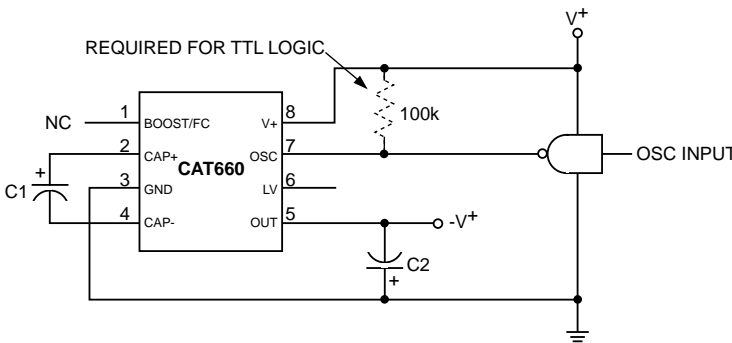 V+
REQUIRED FOR TTL LOGIC
100k
NC
1
BOOST/FC
V+
8
2
CAP+
OSC
7
CAT660
OSC INPUT
+
C1
3
GND
LV
6
4
CAP-
OUT
5
-V+
C2
+